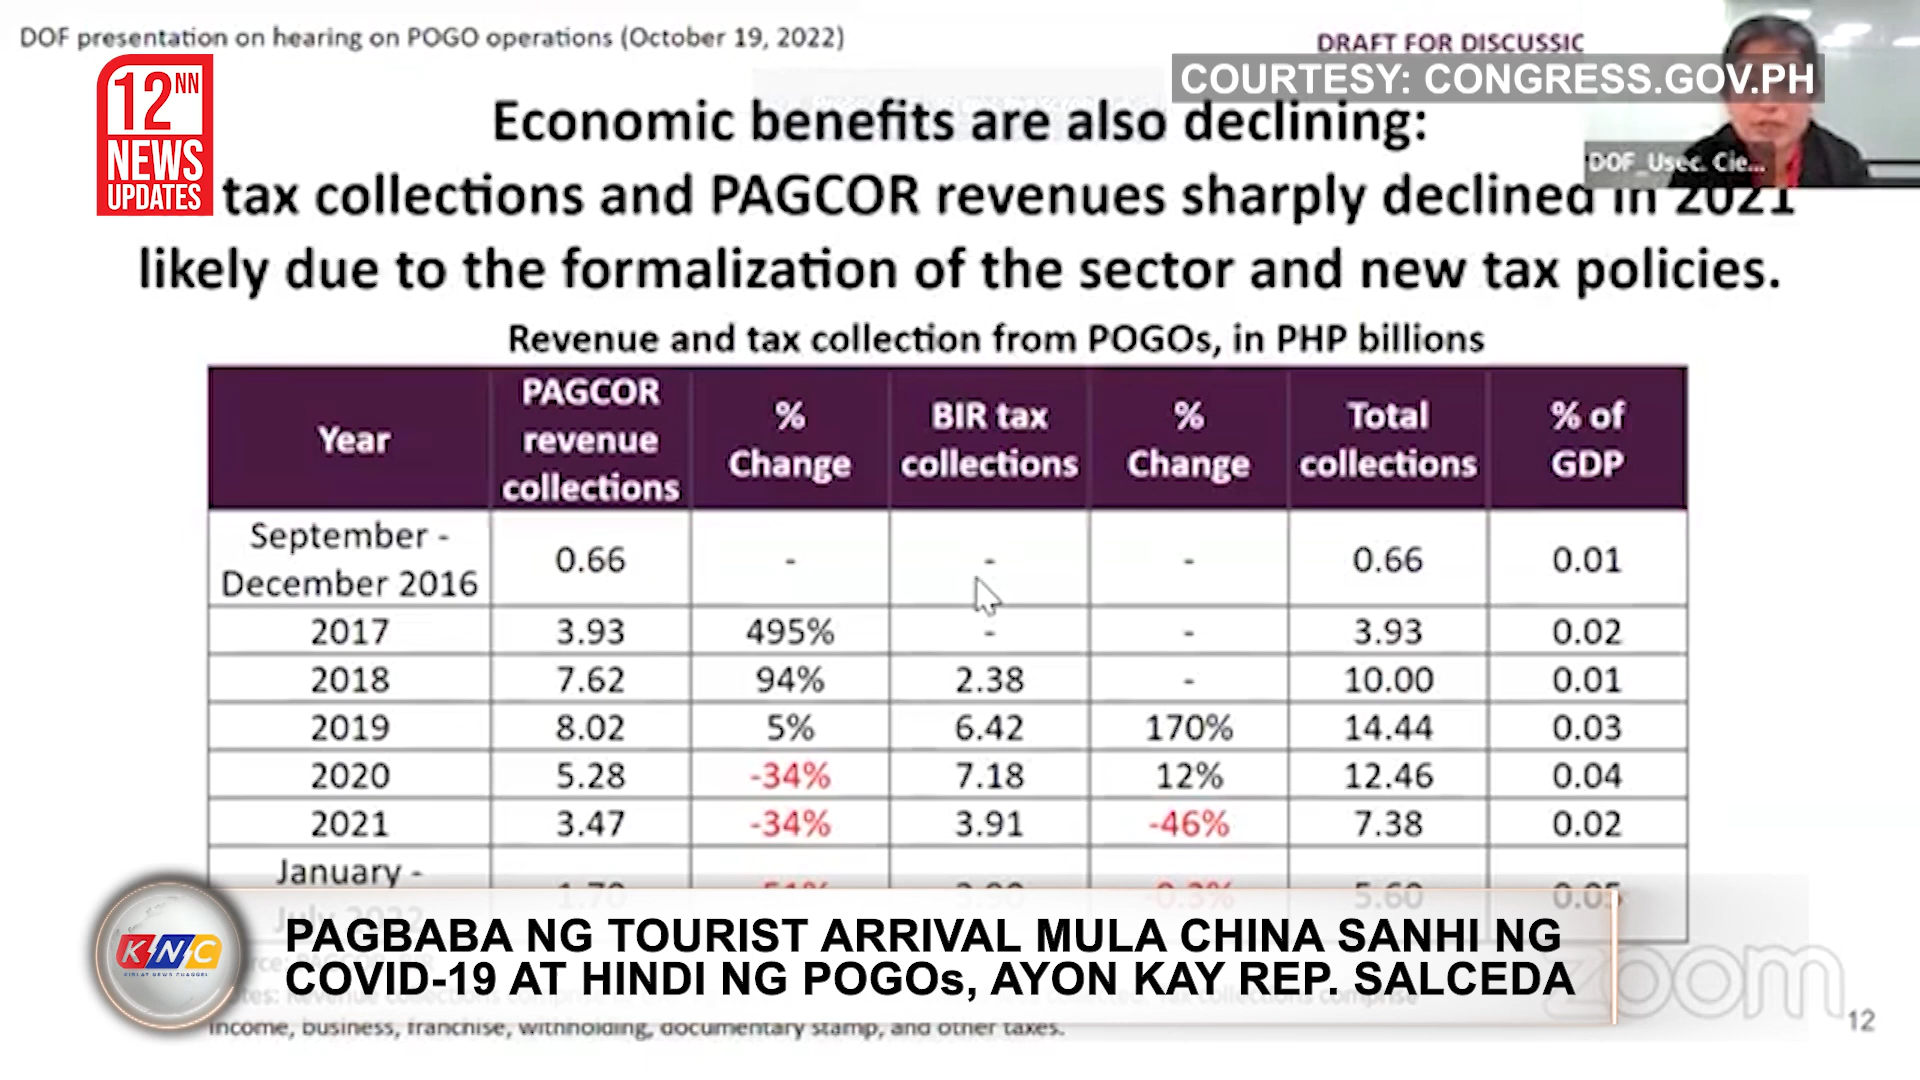 DOF presentation on hearing on POGO operations (October 19, 2022)
DRAFT FOR DISCUSSIC
COURTESY: CONGRESS.GOV.PH
12NN
NEWS
UPDATES
DOF_Usec. Cie...
Economic benefits are also declining:
tax collections and PAGCOR revenues sharply declined in 2021
likely due to the formalization of the sector and new tax policies.
Revenue and tax collection from POGOs, in PHP billions
Year PAGCOR revenue collections % Change BIR tax collections % Change Total collections % of GDP
September - December 2016 0.66 - - - 0.66 0.01
2017 3.93 495% - - 3.93 0.02
2018 7.62 94% 2.38 - 10.00 0.01
2019 8.02 5% 6.42 170% 14.44 0.03
2020 5.28 -34% 7.18 12% 12.46 0.04
2021 3.47 -34% 3.91 -46% 7.38 0.02
January -
KNC
PAGBABA NG TOURIST ARRIVAL MULA CHINA SANHI NG
COVID-19 AT HINDI NG POGOs, AYON KAY REP. SALCEDA
income, business, franchise, withholding, documentary stamp, and other taxes.
zoom
12